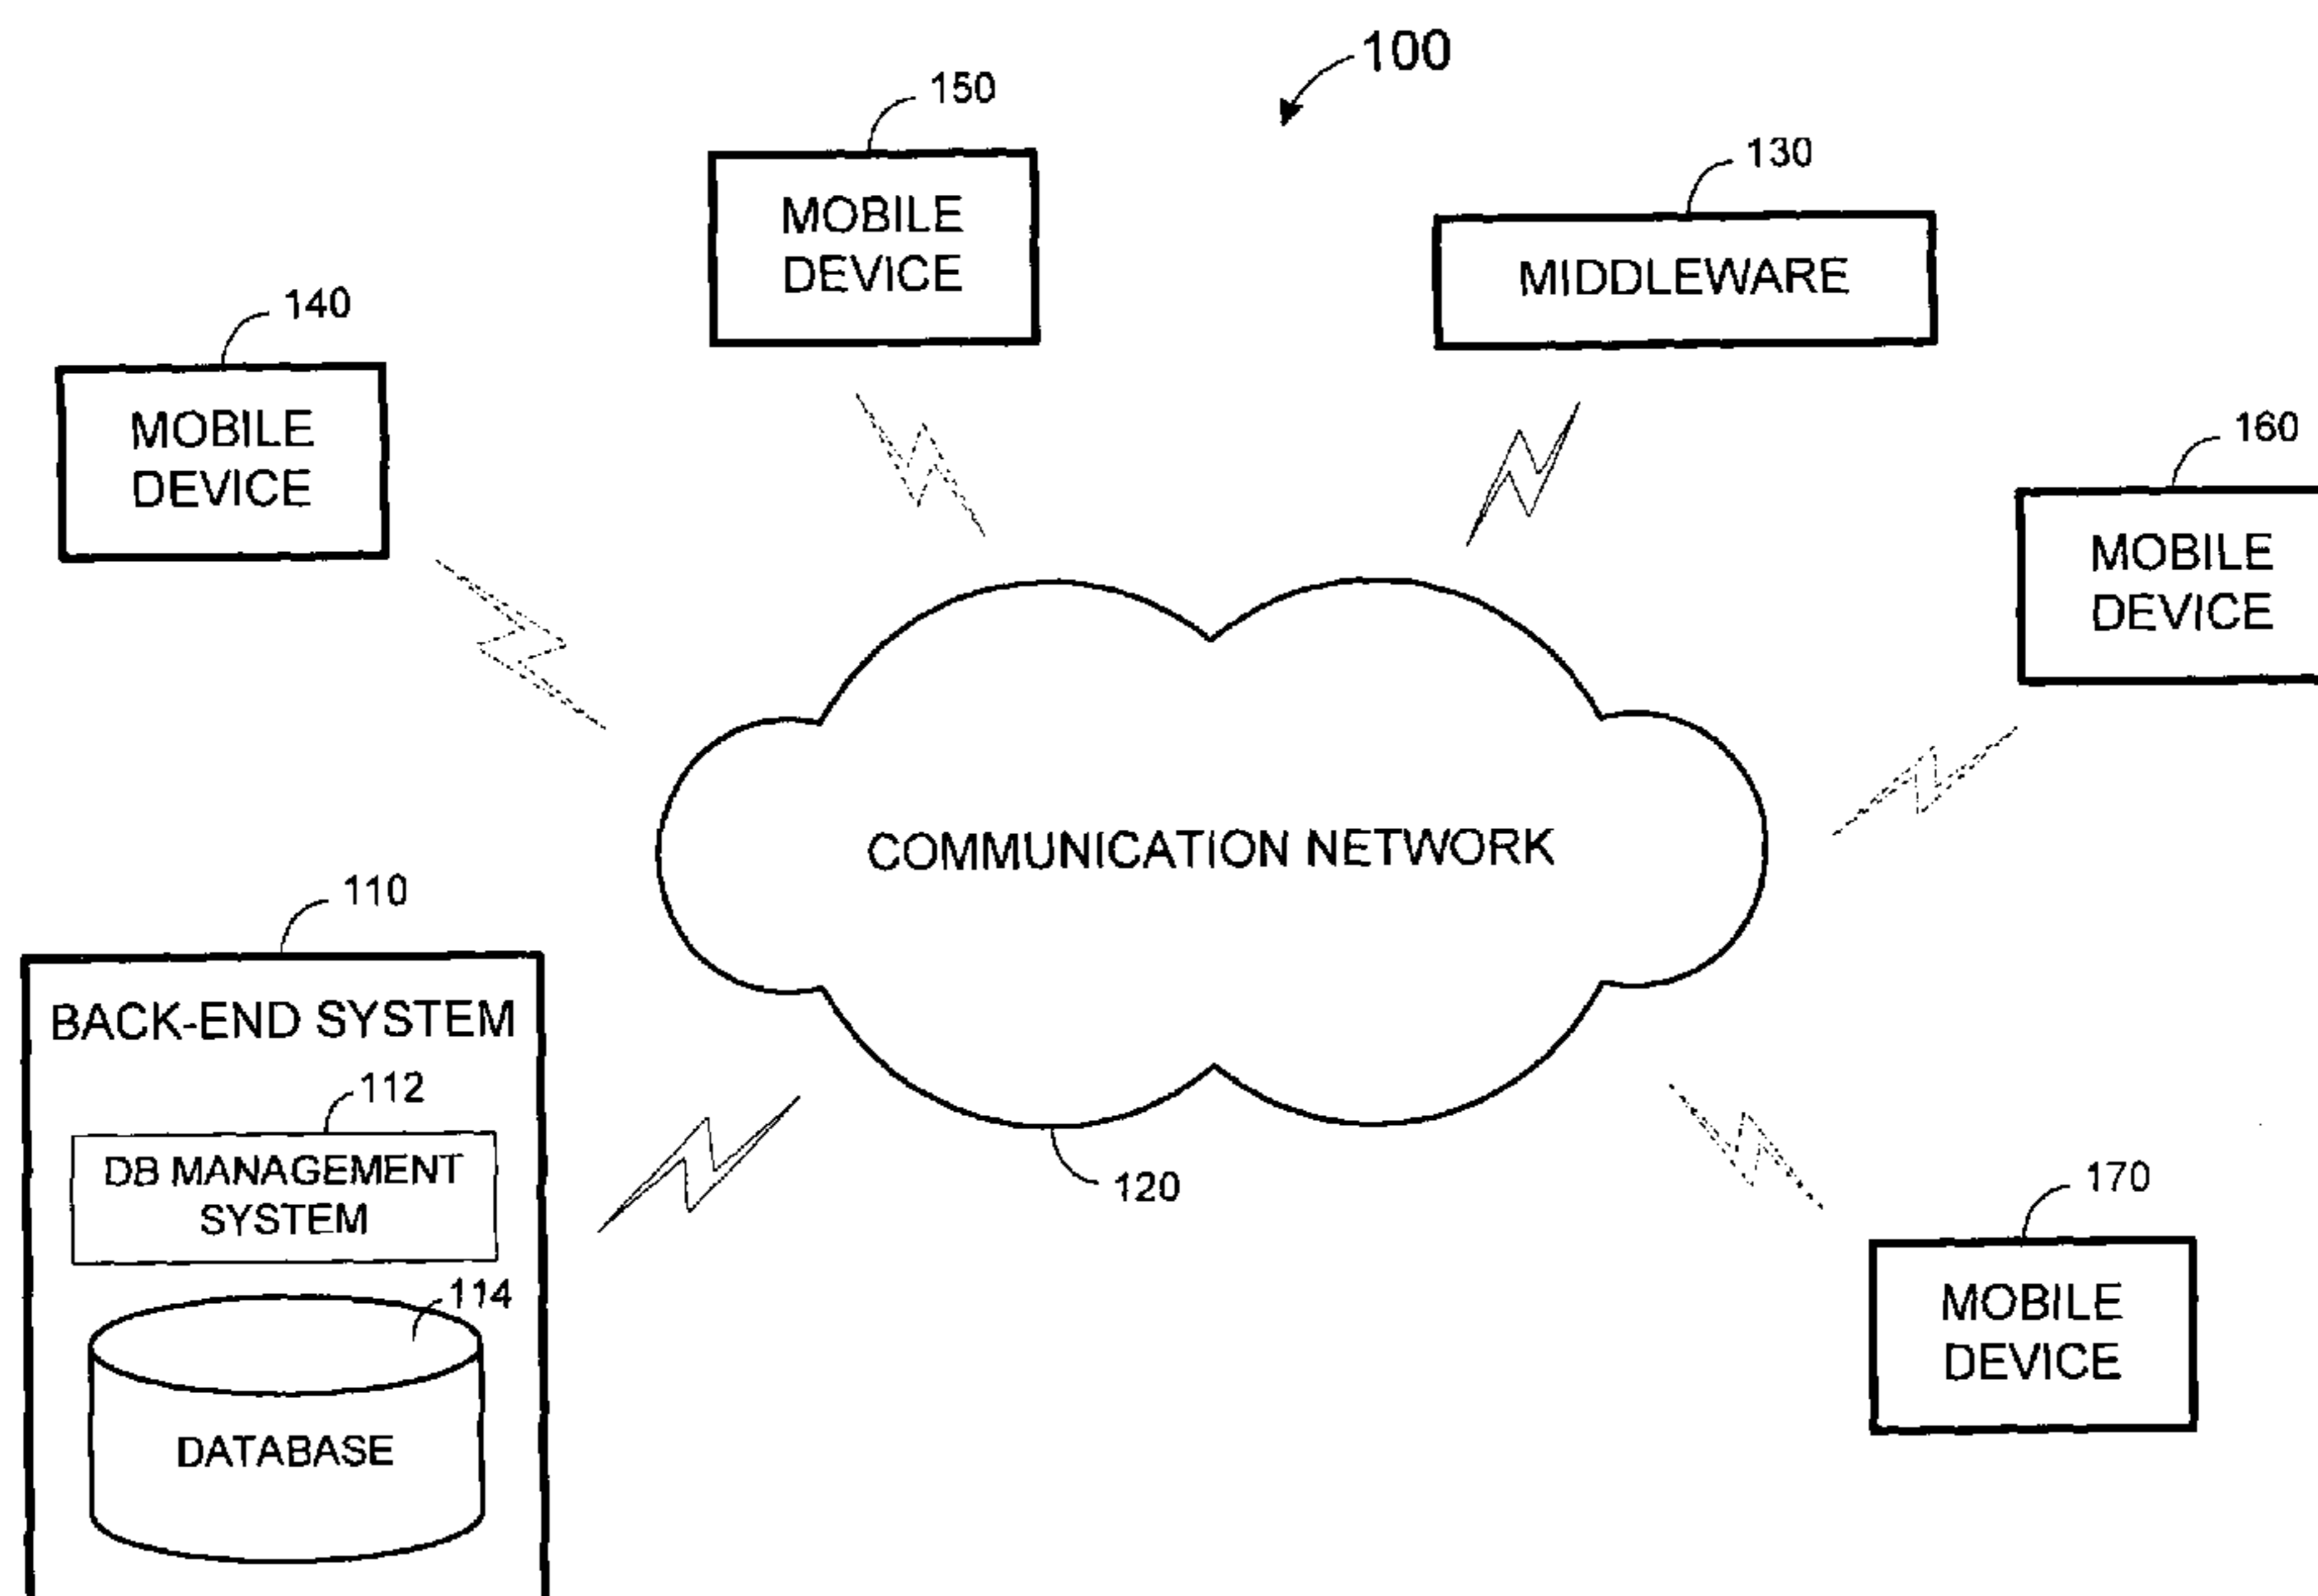 100
150
130
MOBILE
DEVICE
MIDDLEWARE
140
MOBILE
DEVICE
160
MOBILE
DEVICE
COMMUNICATION NETWORK
110
BACK-END SYSTEM
112
DB MANAGEMENT
SYSTEM
114
DATABASE
120
170
MOBILE
DEVICE